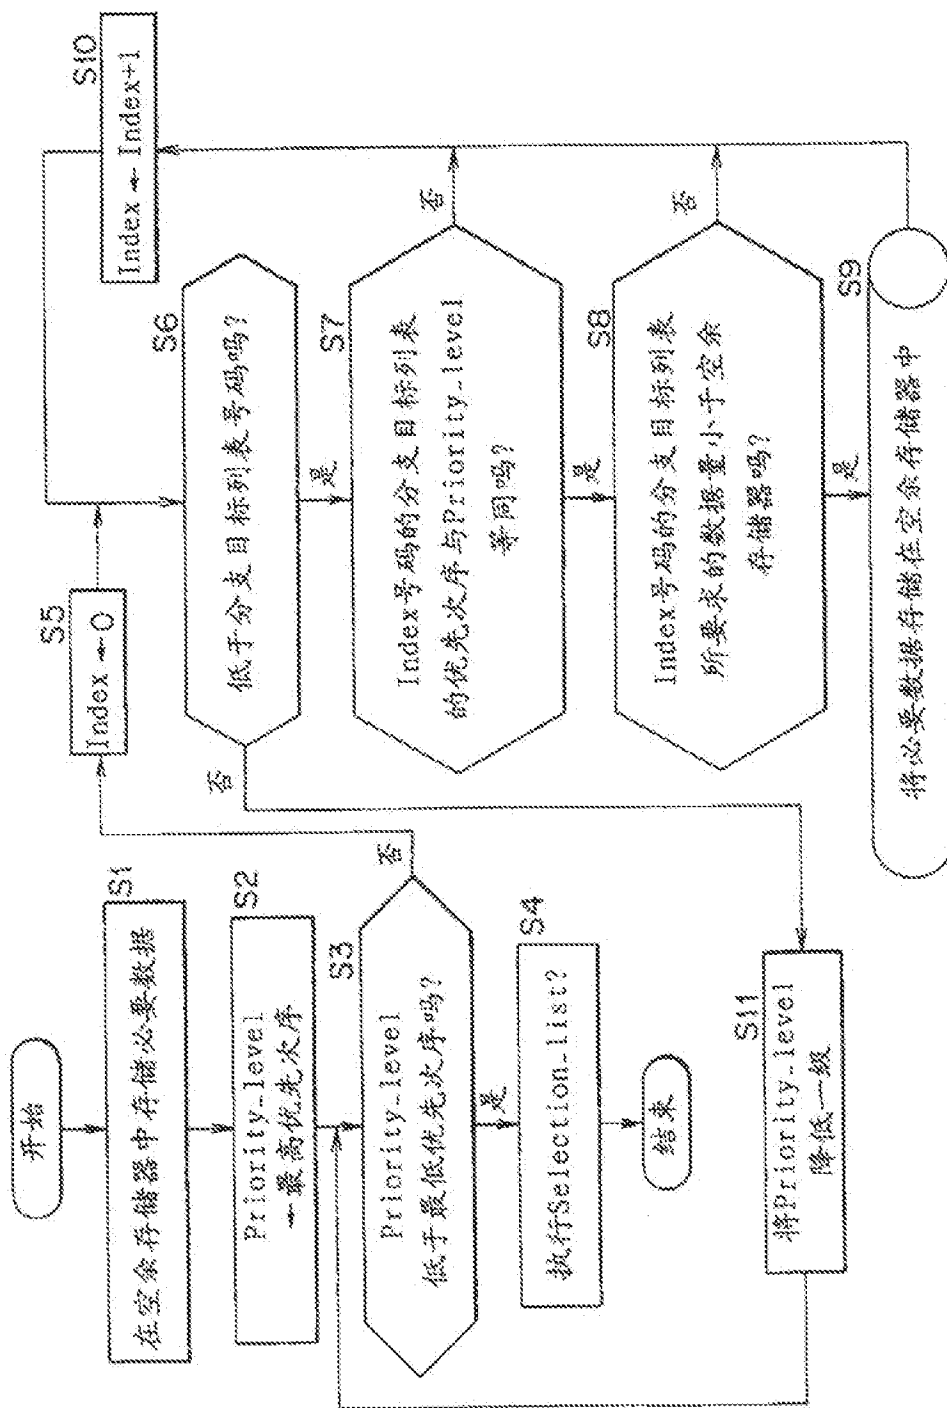 开始
S1
在空余存储器中存储必要数据
S2
Priority_level
←最高优先次序
S3
Priority_level
低于最低优先次序吗?
否
是
S4
执行Selection_list?
结束
S5
Index ← 0
S6
低于分支目标列表号码吗?
否
是
S7
Index号码的分支目标列表
的优先次序与Priority_level
等同吗?
否
是
S8
Index号码的分支目标列表
所要求的数据量小于空余
存储器吗?
否
是
S9
将必要数据存储在空余存储器中
S10
Index ← Index+1
S11
将Priority_level
降低一级